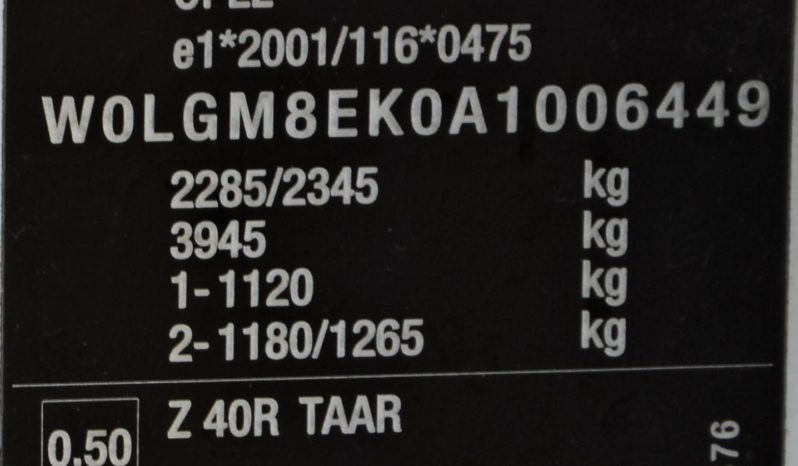 OPEL
e1*2001/116*0475
W0LGM8EK0A1006449
2285/2345 kg
3945 kg
1-1120 kg
2-1180/1265 kg
0.50 Z 40R TAAR
76